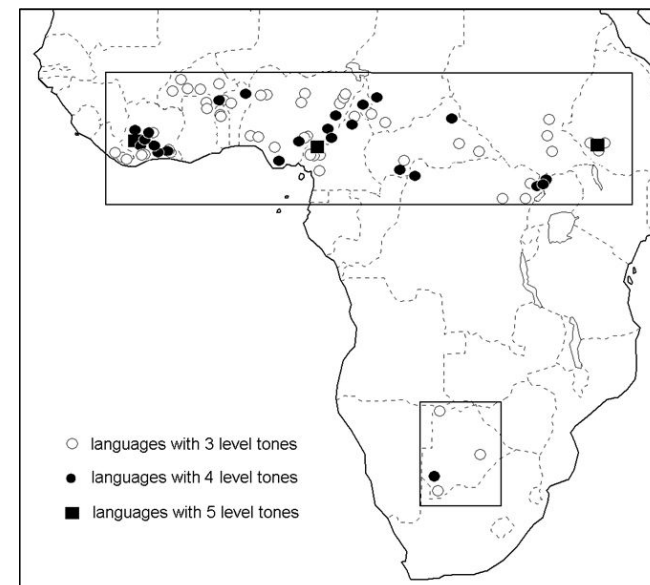 languages with 3 level tones
languages with 4 level tones
languages with 5 level tones